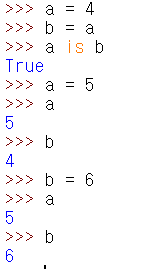 >>> a = 4
>>> b = a
>>> a is b
True
>>> a = 5
>>> a
5
>>> b
4
>>> b = 6
>>> a
5
>>> b
6